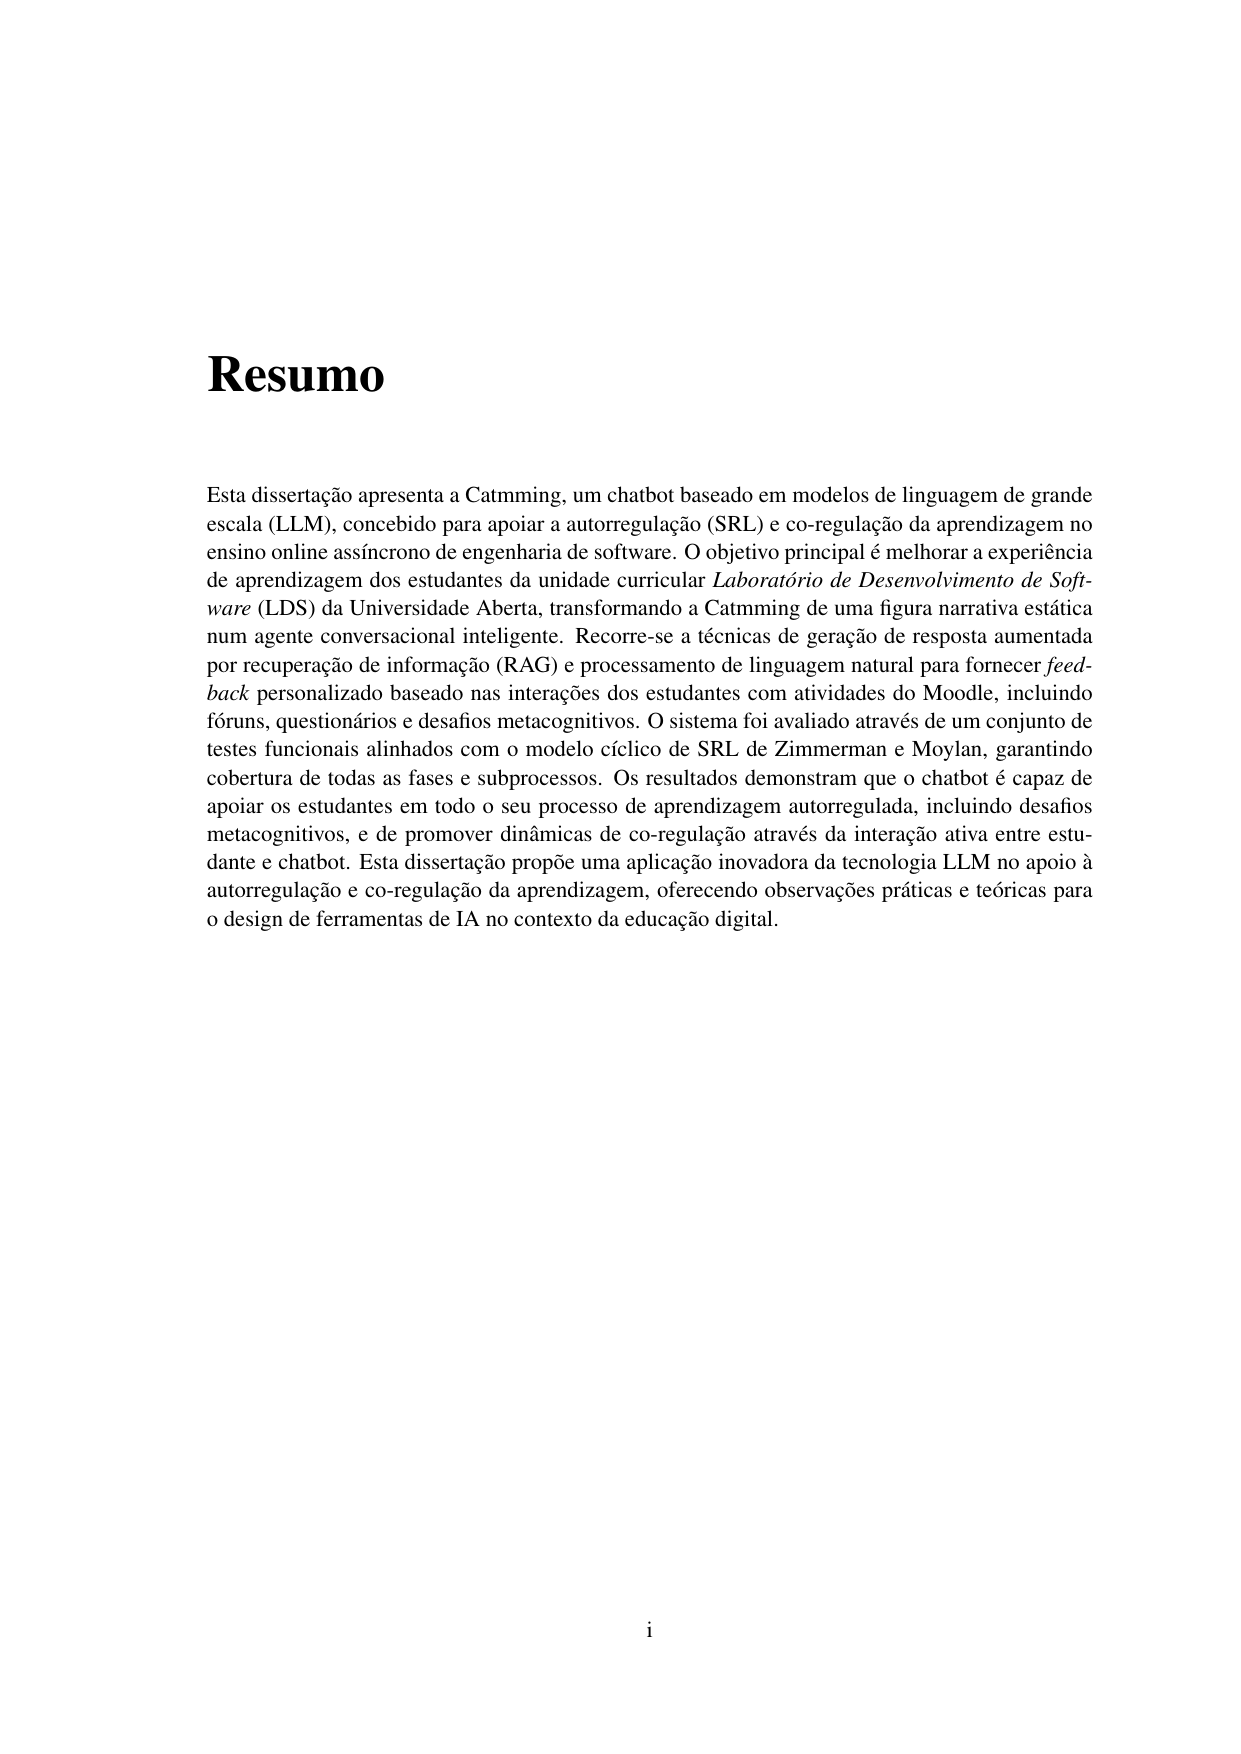 Resumo
Esta dissertação apresenta a Catmming, um chatbot baseado em modelos de linguagem de grande
escala (LLM), concebido para apoiar a autorregulação (SRL) e co-regulação da aprendizagem no
ensino online assíncrono de engenharia de software. O objetivo principal é melhorar a experiência
de aprendizagem dos estudantes da unidade curricular Laboratório de Desenvolvimento de Soft-
ware (LDS) da Universidade Aberta, transformando a Catmming de uma figura narrativa estática
num agente conversacional inteligente. Recorre-se a técnicas de geração de resposta aumentada
por recuperação de informação (RAG) e processamento de linguagem natural para fornecer feed-
back personalizado baseado nas interações dos estudantes com atividades do Moodle, incluindo
fóruns, questionários e desafios metacognitivos. O sistema foi avaliado através de um conjunto de
testes funcionais alinhados com o modelo cíclico de SRL de Zimmerman e Moylan, garantindo
cobertura de todas as fases e subprocessos. Os resultados demonstram que o chatbot é capaz de
apoiar os estudantes em todo o seu processo de aprendizagem autorregulada, incluindo desafios
metacognitivos, e de promover dinâmicas de co-regulação através da interação ativa entre estu-
dante e chatbot. Esta dissertação propõe uma aplicação inovadora da tecnologia LLM no apoio à
autorregulação e co-regulação da aprendizagem, oferecendo observações práticas e teóricas para
o design de ferramentas de IA no contexto da educação digital.
i